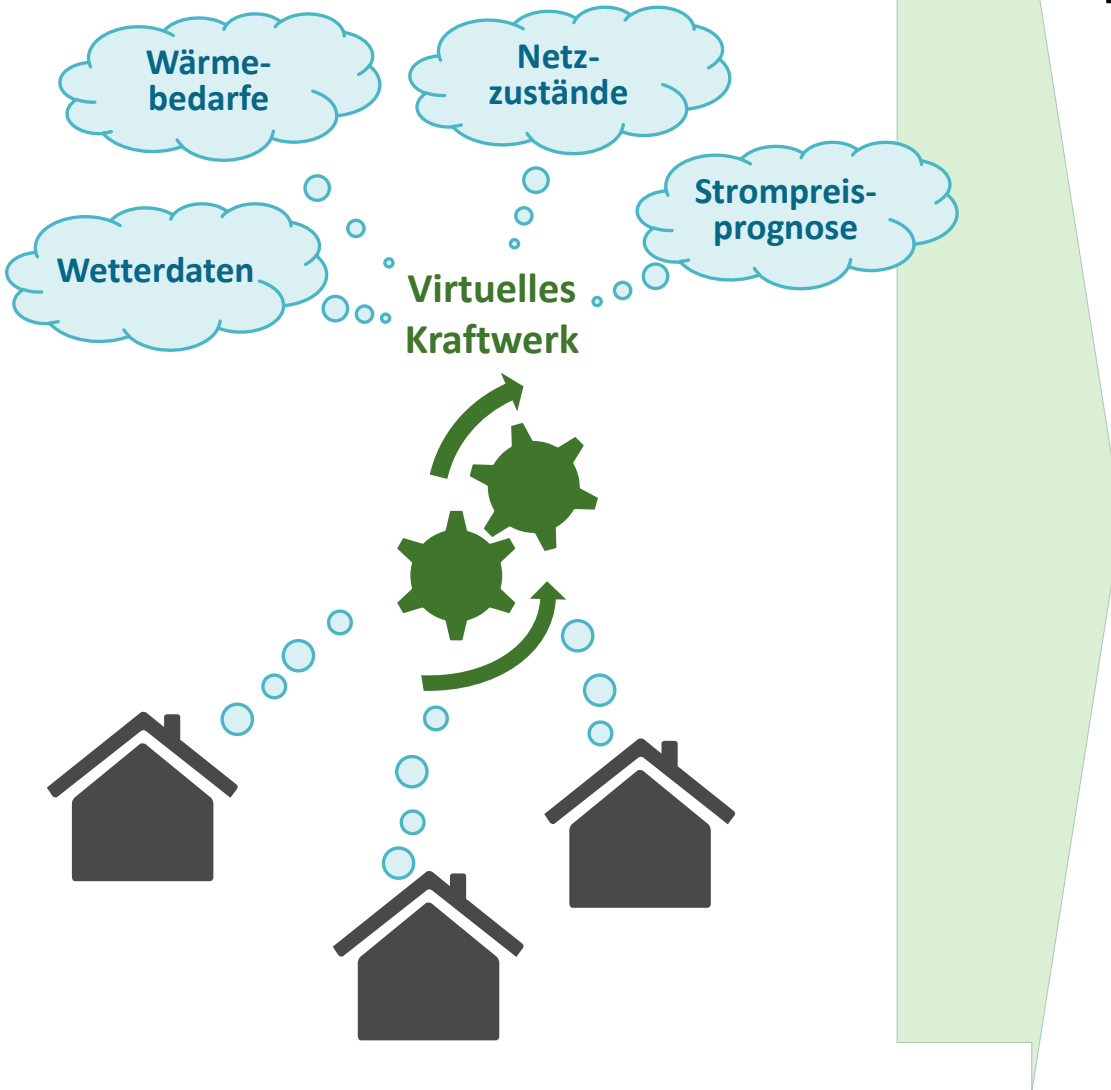 Wärme-
bedarfe
Netz-
zustände
Strompreis-
prognose
Wetterdaten
Virtuelles
Kraftwerk